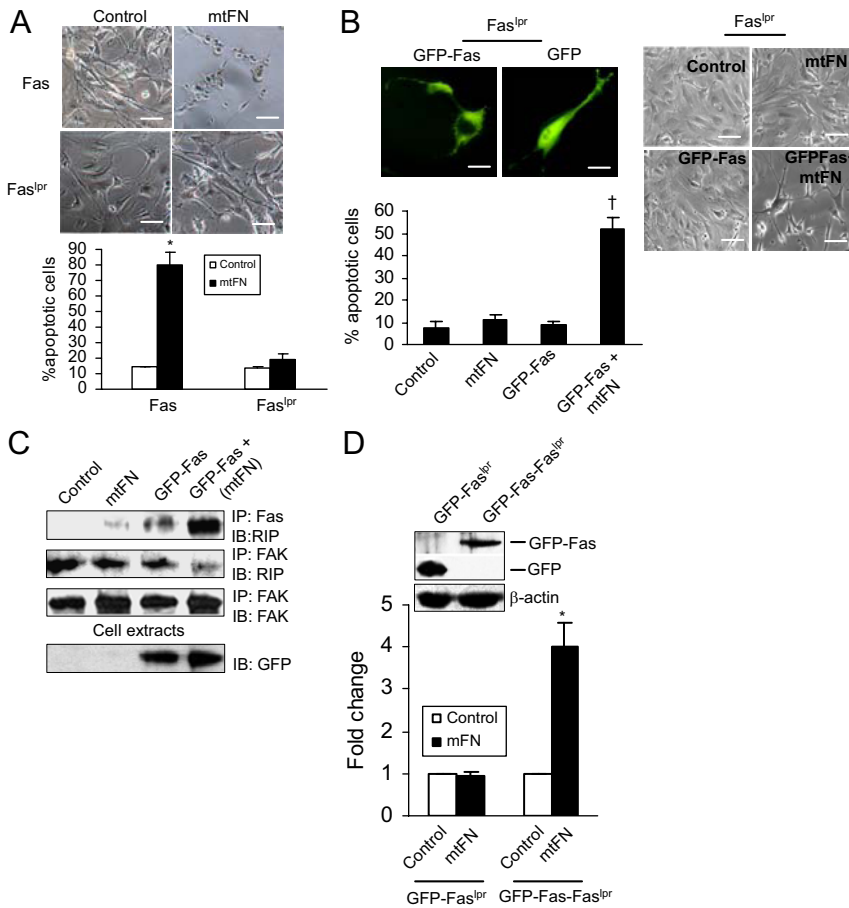 A
Control
mtFN
Fas
Fas^lpr
%apoptotic cells
90
80
70
60
50
40
30
20
10
0
*
Control
mtFN
Fas
Fas^lpr
B
Fas^lpr
GFP-Fas
GFP
Fas^lpr
Control
mtFN
GFP-Fas
GFPFas-
mtFN
% apoptotic cells
60
50
40
30
20
10
0
†
Control
mtFN
GFP-Fas
GFP-Fas +
mtFN
C
Control
mtFN
GFP-Fas
GFP-Fas +
(mtFN)
IP: Fas
IB:RIP
IP: FAK
IB: RIP
IP: FAK
IB: FAK
Cell extracts
IB: GFP
D
GFP-Fas^lpr
GFP-Fas-Fas^lpr
GFP-Fas
GFP
β-actin
Fold change
5
4
3
2
1
0
*
Control
mFN
Control
mtFN
Control
mtFN
GFP-Fas^lpr
GFP-Fas-Fas^lpr